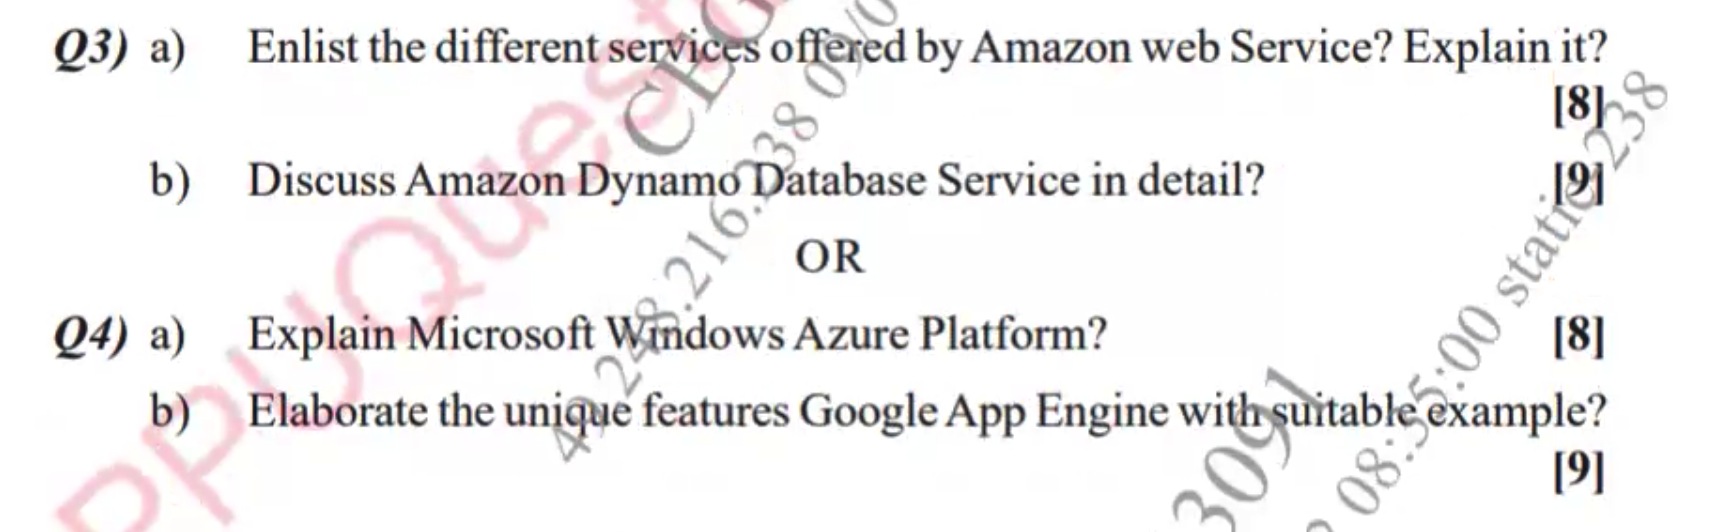 Q3) a) Enlist the different services offered by Amazon web Service? Explain it?
[8]
b) Discuss Amazon Dynamo Database Service in detail? [9]
OR
Q4) a) Explain Microsoft Windows Azure Platform? [8]
b) Elaborate the unique features Google App Engine with suitable example?
[9]
PPUQuest
CEG
49.248.216.238 09/0
3091
08:55:00 static-238